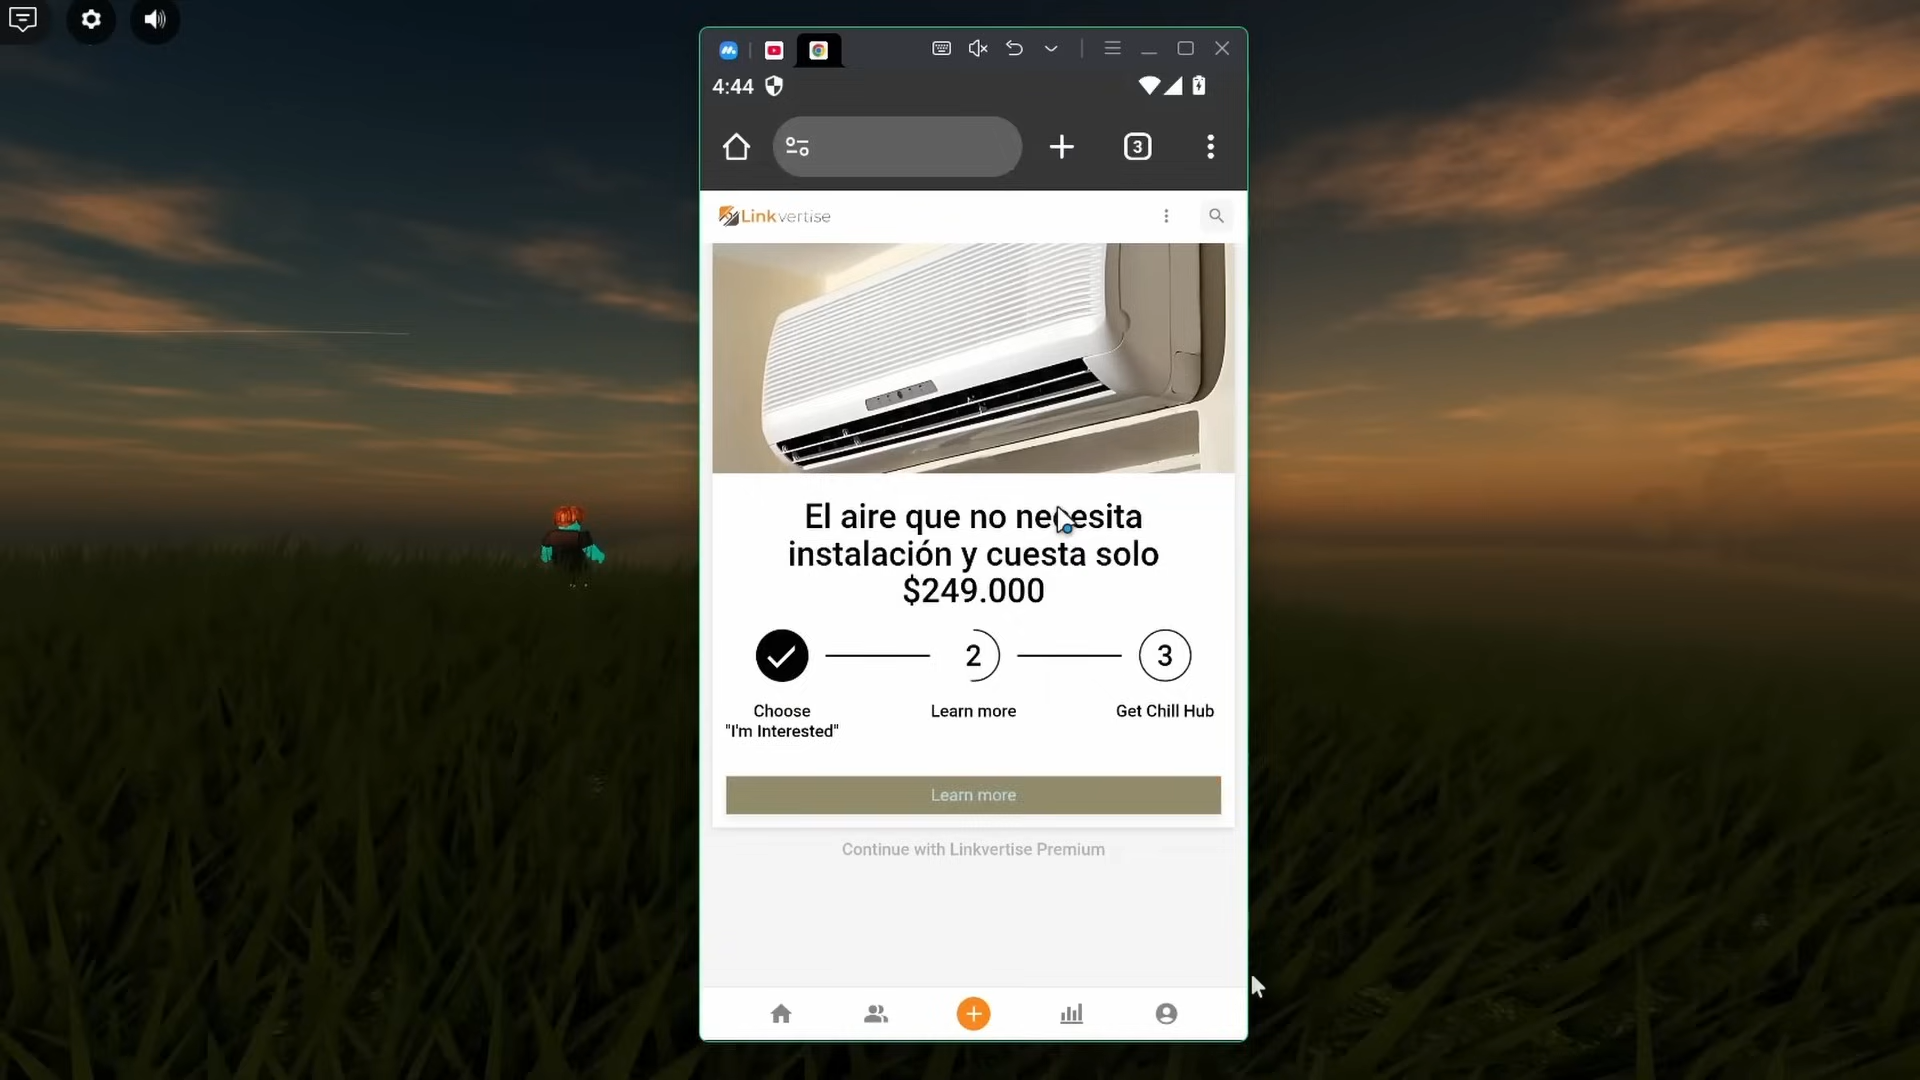 4:44
3
Linkvertise
El aire que no necesita
instalación y cuesta solo
$249.000
2
3
Choose
"I'm Interested"
Learn more
Get Chill Hub
Learn more
Continue with Linkvertise Premium